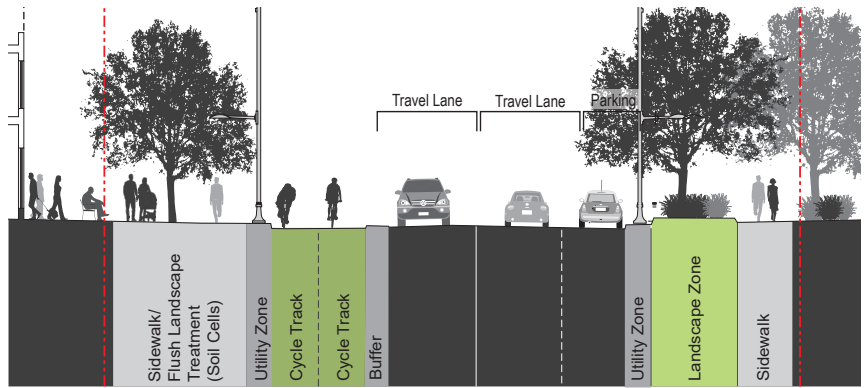 Travel Lane
Travel Lane
Parking
Sidewalk/
Flush Landscape
Treatment
(Soil Cells)
Utility Zone
Cycle Track
Cycle Track
Buffer
Utility Zone
Landscape Zone
Sidewalk